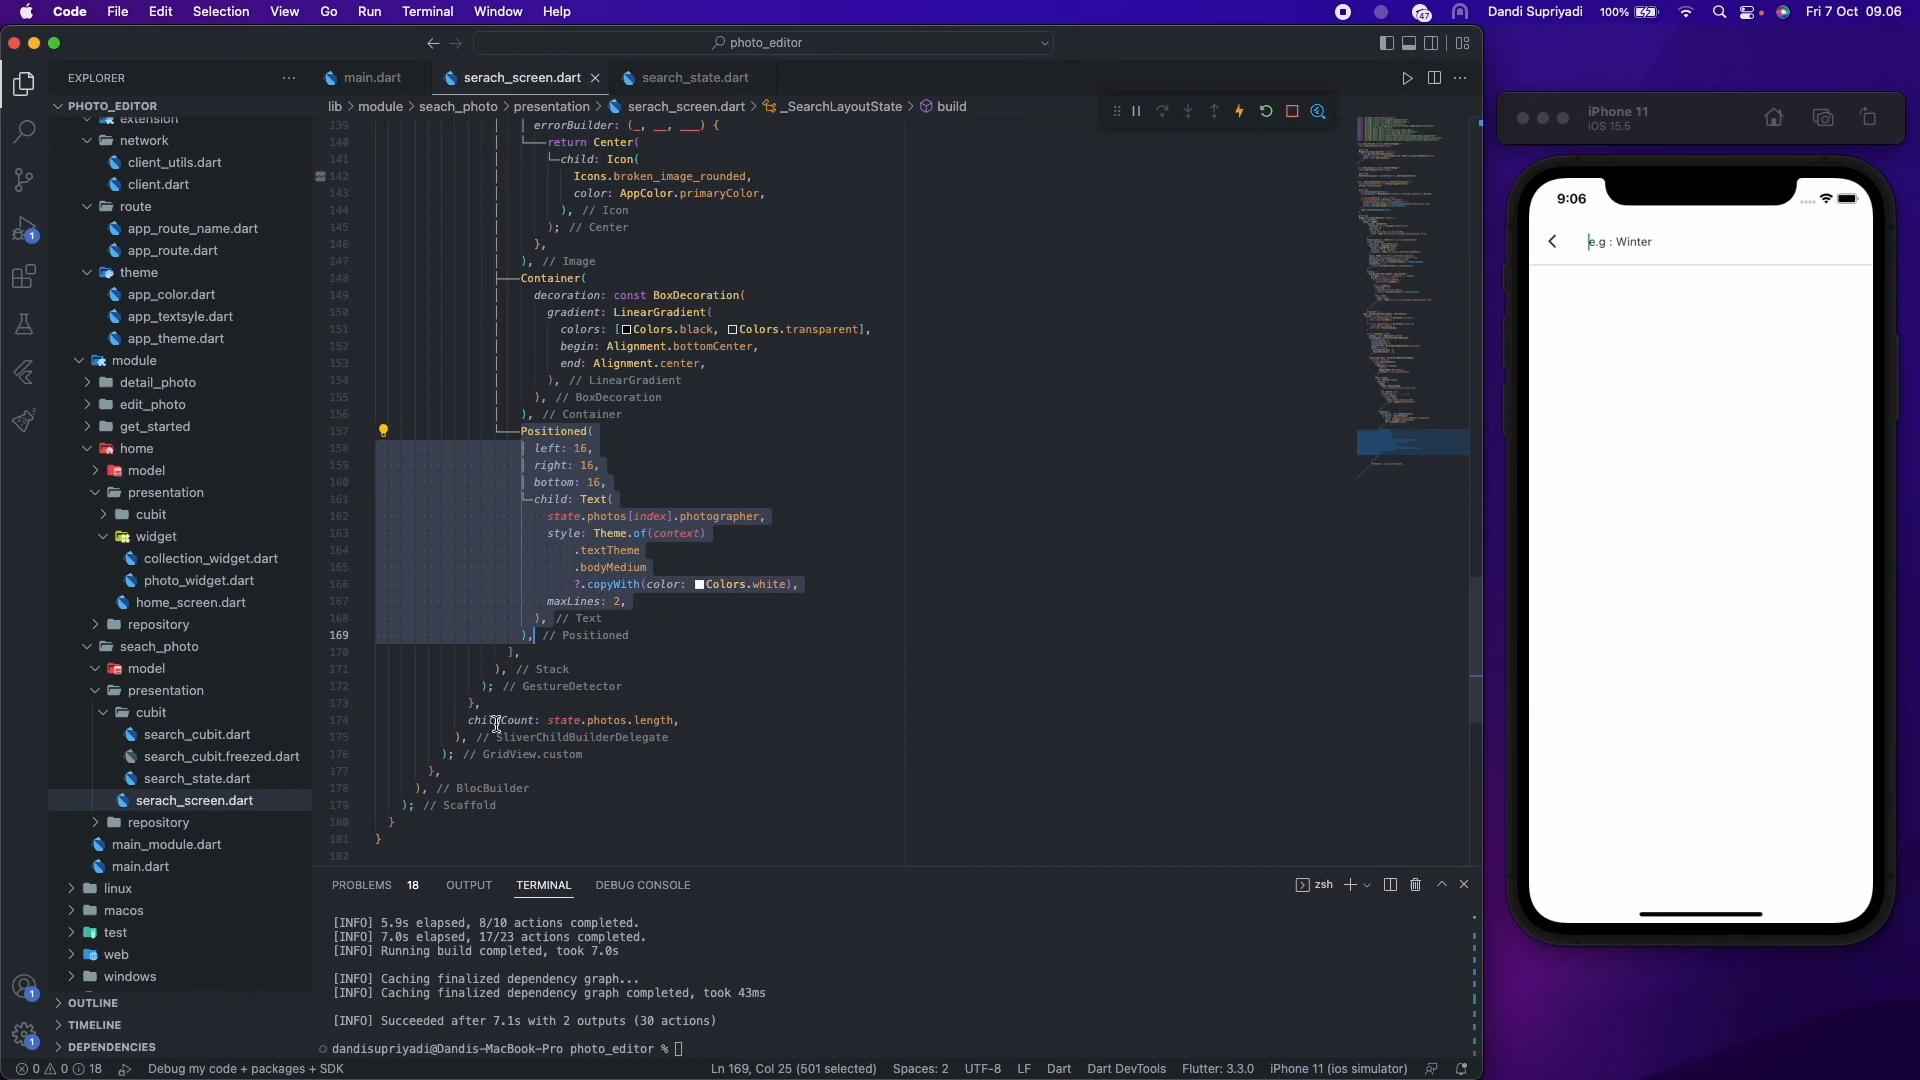 Code File Edit Selection View Go Run Terminal Window Help
47 Dandi Supriyadi 100% Fri 7 Oct 09.06
photo_editor
EXPLORER
main.dart serach_screen.dart search_state.dart
PHOTO_EDITOR
lib > module > seach_photo > presentation > serach_screen.dart > _SearchLayoutState > build
extension
network
client_utils.dart
client.dart
route
app_route_name.dart
app_route.dart
theme
app_color.dart
app_textsyle.dart
app_theme.dart
module
detail_photo
edit_photo
get_started
home
model
presentation
cubit
widget
collection_widget.dart
photo_widget.dart
home_screen.dart
repository
seach_photo
model
presentation
cubit
search_cubit.dart
search_cubit.freezed.dart
search_state.dart
serach_screen.dart
repository
main_module.dart
main.dart
linux
macos
test
web
windows
OUTLINE
TIMELINE
DEPENDENCIES
1
1
1
139 errorBuilder: (_, __, ___) {
140 return Center(
141 child: Icon(
142 Icons.broken_image_rounded,
143 color: AppColor.primaryColor,
144 ), // Icon
145 ); // Center
146 },
147 ), // Image
148 Container(
149 decoration: const BoxDecoration(
150 gradient: LinearGradient(
151 colors: [Colors.black, Colors.transparent],
152 begin: Alignment.bottomCenter,
153 end: Alignment.center,
154 ), // LinearGradient
155 ), // BoxDecoration
156 ), // Container
157 Positioned(
158 left: 16,
159 right: 16,
160 bottom: 16,
161 child: Text(
162 state.photos[index].photographer,
163 style: Theme.of(context)
164 .textTheme
165 .bodyMedium
166 ?.copyWith(color: Colors.white),
167 maxLines: 2,
168 ), // Text
169 ), // Positioned
170 ],
171 ), // Stack
172 ); // GestureDetector
173 },
174 childCount: state.photos.length,
175 ), // SliverChildBuilderDelegate
176 ); // GridView.custom
177 },
178 ), // BlocBuilder
179 ); // Scaffold
180 }
181 }
182
PROBLEMS 18 OUTPUT TERMINAL DEBUG CONSOLE
zsh
[INFO] 5.9s elapsed, 8/10 actions completed.
[INFO] 7.0s elapsed, 17/23 actions completed.
[INFO] Running build completed, took 7.0s
[INFO] Caching finalized dependency graph...
[INFO] Caching finalized dependency graph completed, took 43ms
[INFO] Succeeded after 7.1s with 2 outputs (30 actions)
dandisupriyadi@Dandis-MacBook-Pro photo_editor %
0 0 18 Debug my code + packages + SDK Ln 169, Col 25 (501 selected) Spaces: 2 UTF-8 LF Dart Dart DevTools Flutter: 3.3.0 iPhone 11 (ios simulator)
iPhone 11
iOS 15.5
9:06
e.g : Winter